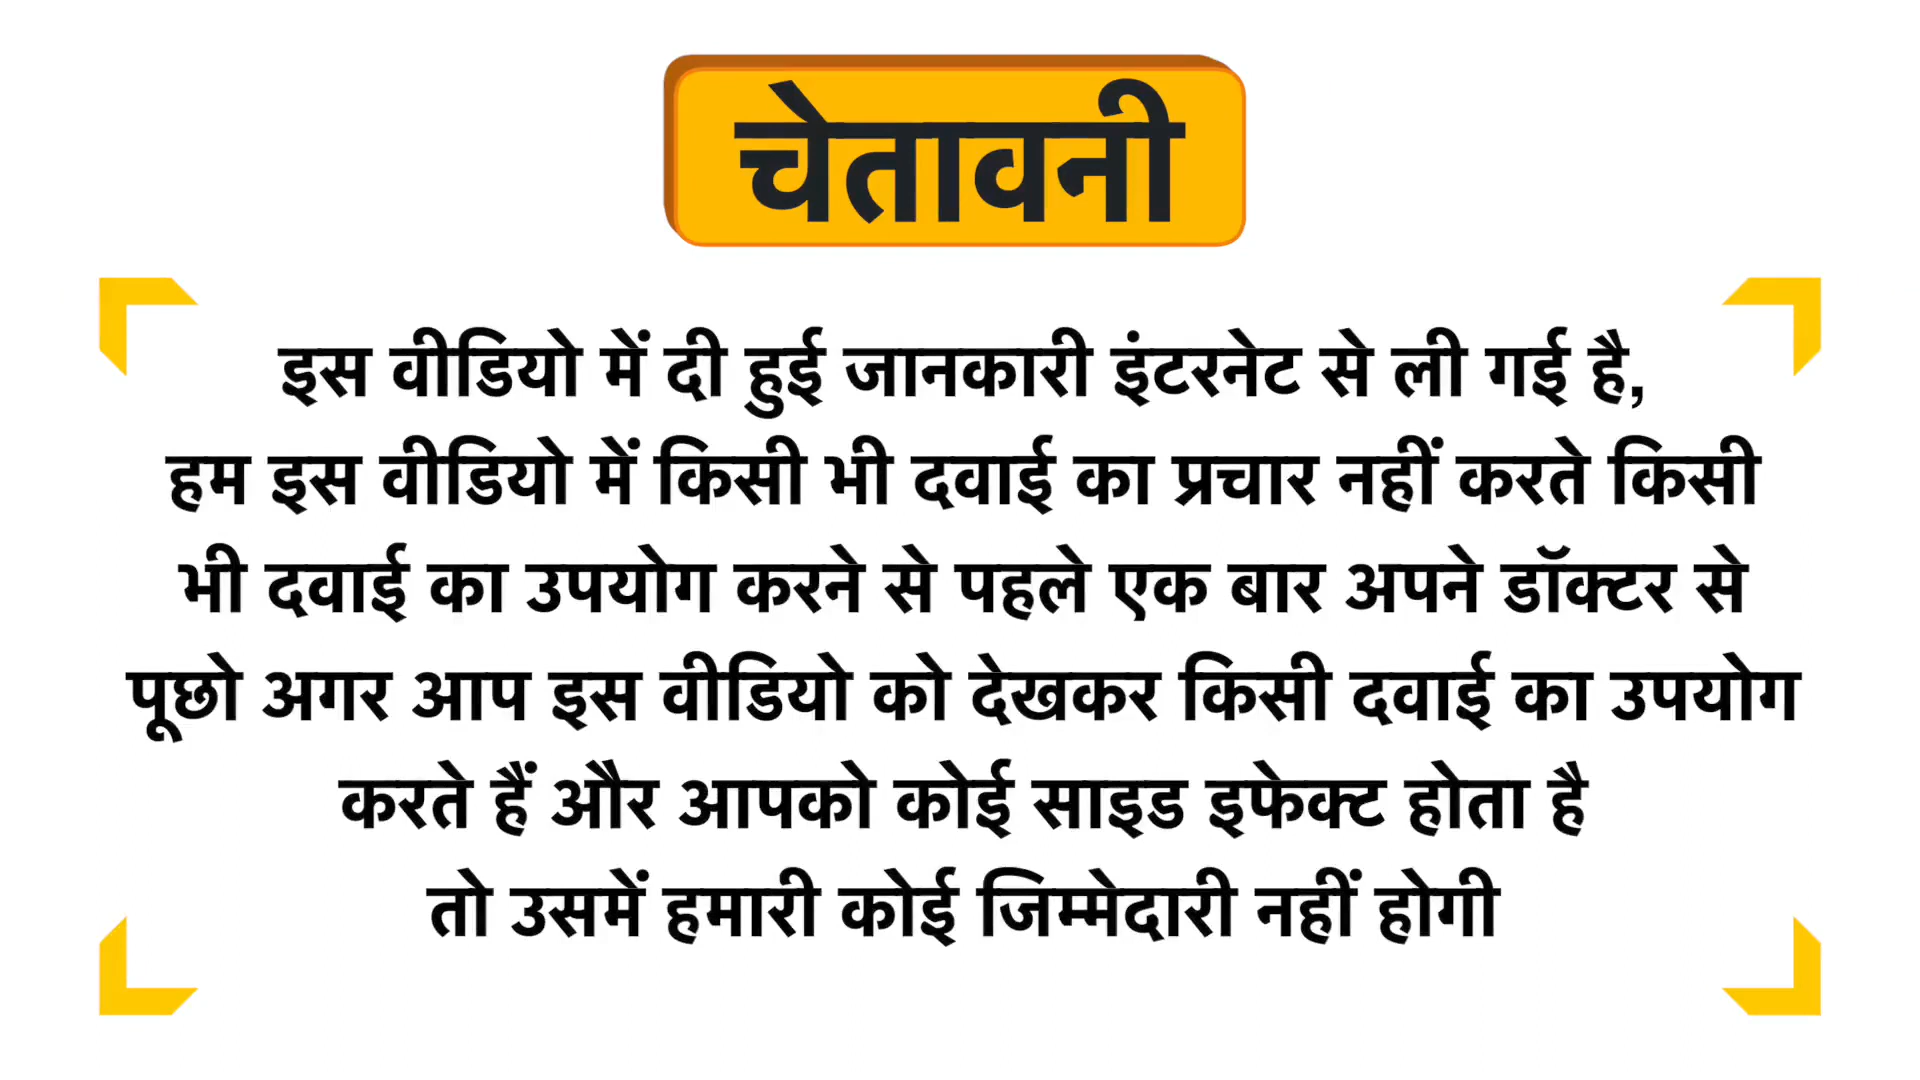 चेतावनी
इस वीडियो में दी हुई जानकारी इंटरनेट से ली गई है,
हम इस वीडियो में किसी भी दवाई का प्रचार नहीं करते किसी
भी दवाई का उपयोग करने से पहले एक बार अपने डॉक्टर से
पूछो अगर आप इस वीडियो को देखकर किसी दवाई का उपयोग
करते हैं और आपको कोई साइड इफेक्ट होता है
तो उसमें हमारी कोई जिम्मेदारी नहीं होगी